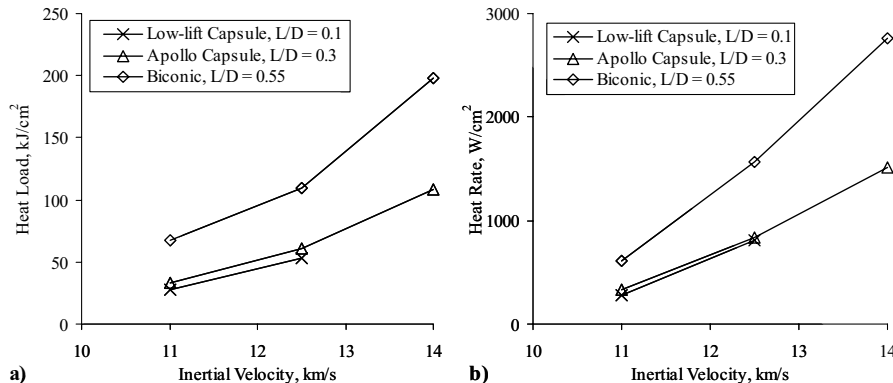 250
200
150
100
50
0
Heat Load, kJ/cm²
Low-lift Capsule, L/D = 0.1
Apollo Capsule, L/D = 0.3
Biconic, L/D = 0.55
10 11 12 13 14
a) Inertial Velocity, km/s
3000
2000
1000
0
Heat Rate, W/cm²
Low-lift Capsule, L/D = 0.1
Apollo Capsule, L/D = 0.3
Biconic, L/D = 0.55
10 11 12 13 14
b) Inertial Velocity, km/s